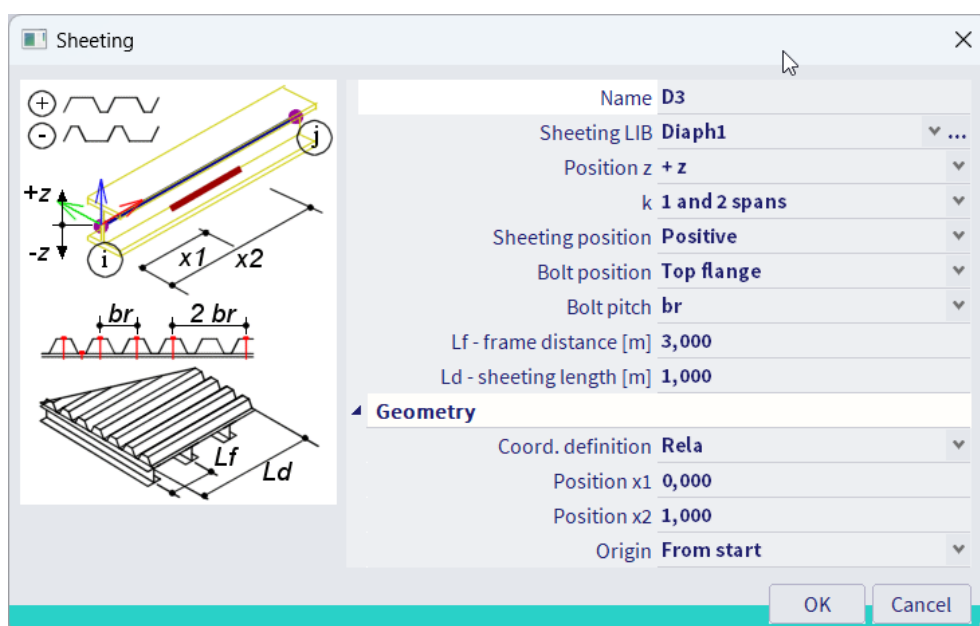 Sheeting
+
-
+z
-z
i
j
x1
x2
br
2 br
Lf
Ld
Name D3
Sheeting LIB Diaph1 ...
Position z + z
k 1 and 2 spans
Sheeting position Positive
Bolt position Top flange
Bolt pitch br
Lf - frame distance [m] 3,000
Ld - sheeting length [m] 1,000
Geometry
Coord. definition Rela
Position x1 0,000
Position x2 1,000
Origin From start
OK Cancel